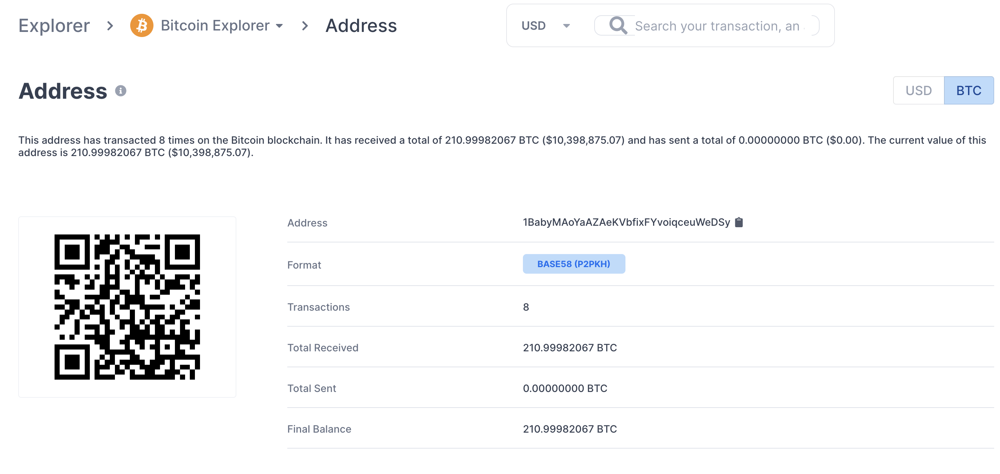 Explorer > Bitcoin Explorer > Address USD Search your transaction, an
Address USD BTC
This address has transacted 8 times on the Bitcoin blockchain. It has received a total of 210.99982067 BTC ($10,398,875.07) and has sent a total of 0.00000000 BTC ($0.00). The current value of this
address is 210.99982067 BTC ($10,398,875.07).
Address 1BabyMAoYaAZAeKVbfixFYvoiqceuWeDSy
Format BASE58 (P2PKH)
Transactions 8
Total Received 210.99982067 BTC
Total Sent 0.00000000 BTC
Final Balance 210.99982067 BTC